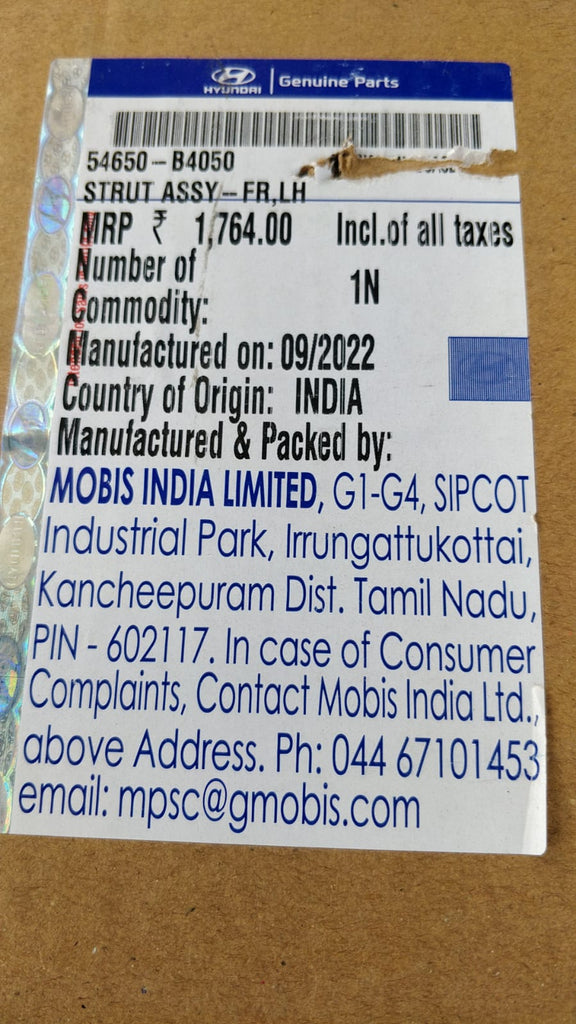 HYUNDAI Genuine Parts
54650-B4050
STRUT ASSY-FR,LH
MRP ₹ 1,764.00 Incl.of all taxes
Number of
Commodity: 1N
Manufactured on: 09/2022
Country of Origin: INDIA
Manufactured & Packed by:
MOBIS INDIA LIMITED, G1-G4, SIPCOT
Industrial Park, Irrungattukottai,
Kancheepuram Dist. Tamil Nadu,
PIN - 602117. In case of Consumer
Complaints, Contact Mobis India Ltd.,
above Address. Ph: 044 67101453
email: mpsc@gmobis.com